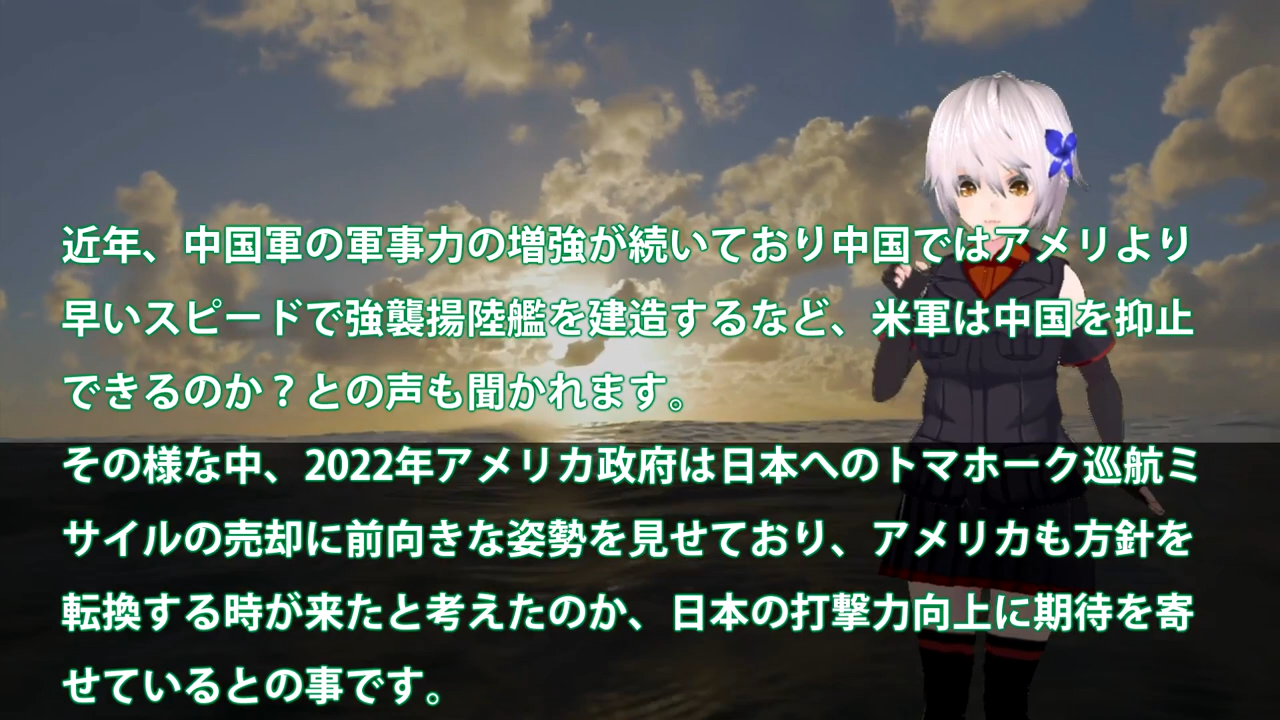 近年、中国軍の軍事力の増強が続いており中国ではアメリより
早いスピードで強襲揚陸艦を建造するなど、米軍は中国を抑止
できるのか？との声も聞かれます。
その様な中、2022年アメリカ政府は日本へのトマホーク巡航ミ
サイルの売却に前向きな姿勢を見せており、アメリカも方針を
転換する時が来たと考えたのか、日本の打撃力向上に期待を寄
せているとの事です。